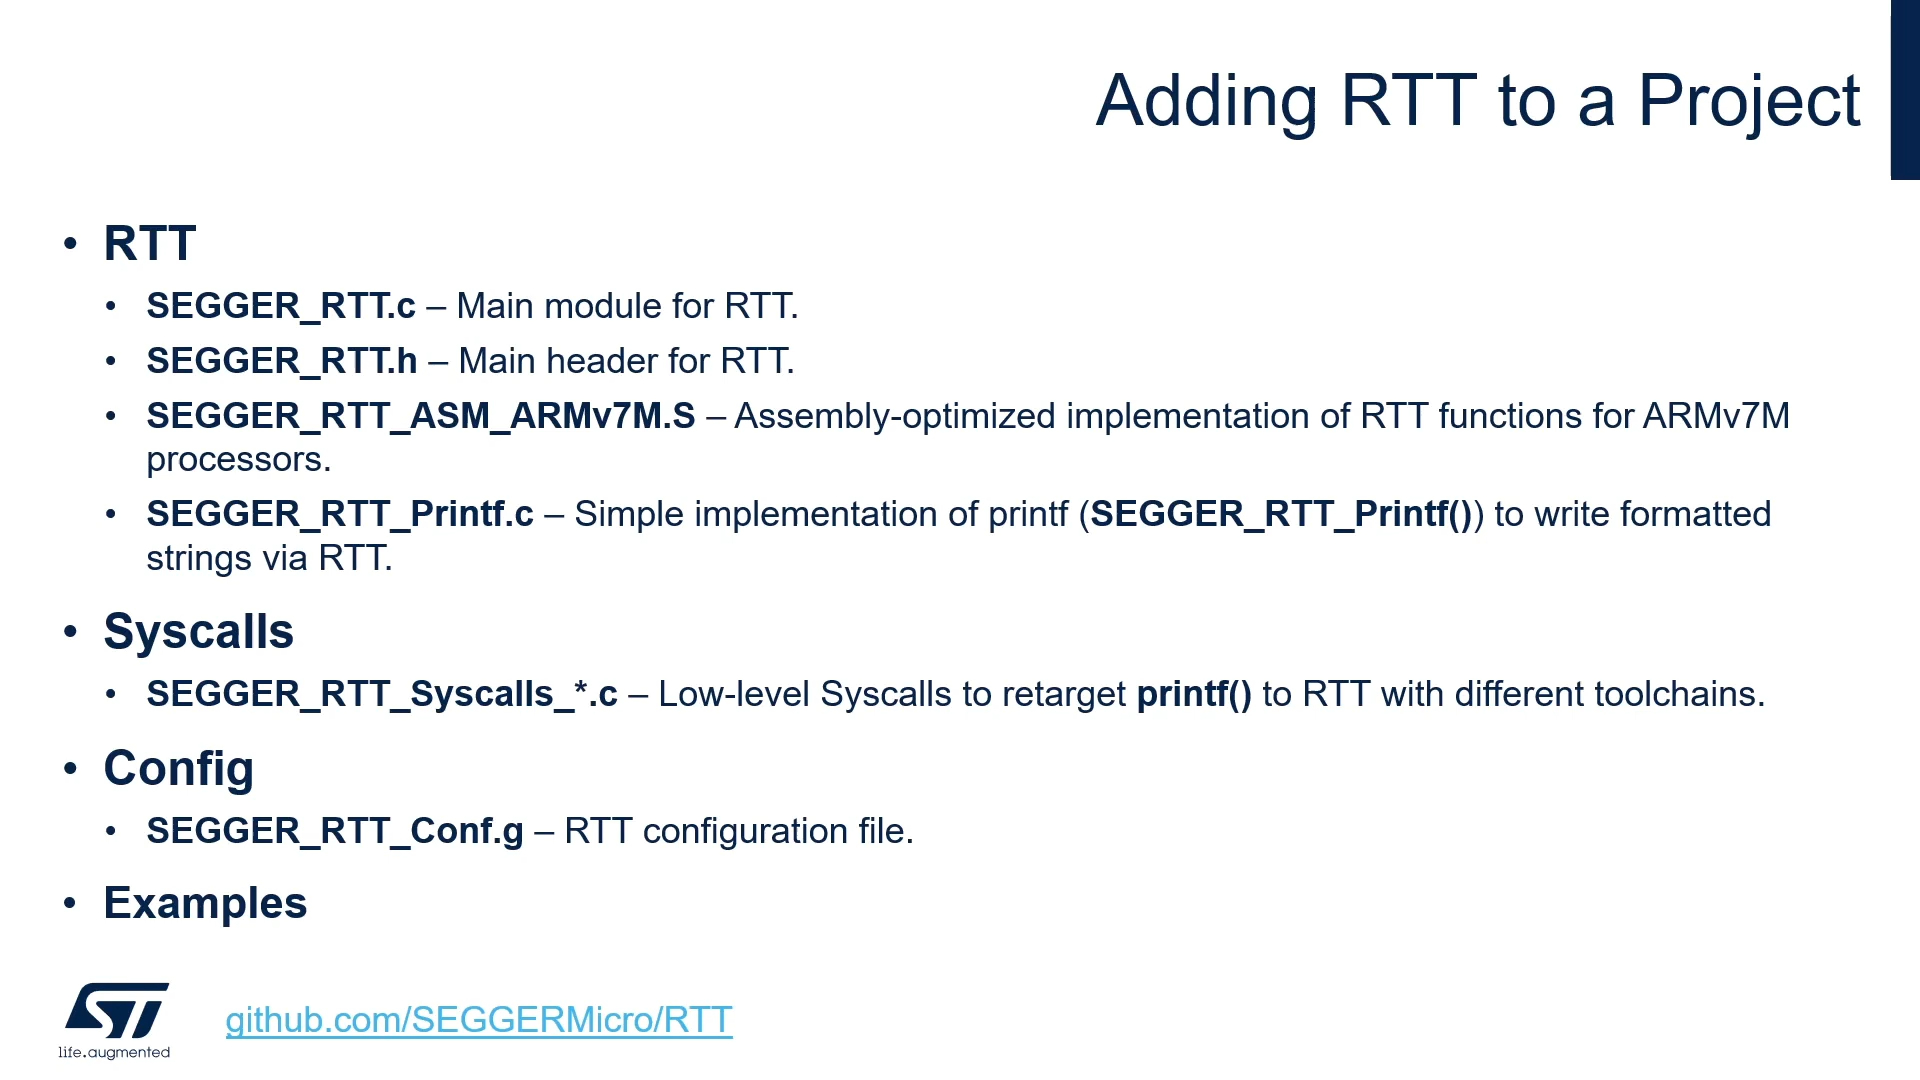 Adding RTT to a Project
• RTT
• SEGGER_RTT.c – Main module for RTT.
• SEGGER_RTT.h – Main header for RTT.
• SEGGER_RTT_ASM_ARMv7M.S – Assembly-optimized implementation of RTT functions for ARMv7M
processors.
• SEGGER_RTT_Printf.c – Simple implementation of printf (SEGGER_RTT_Printf()) to write formatted
strings via RTT.
• Syscalls
• SEGGER_RTT_Syscalls_*.c – Low-level Syscalls to retarget printf() to RTT with different toolchains.
• Config
• SEGGER_RTT_Conf.g – RTT configuration file.
• Examples
ST
life.augmented
github.com/SEGGERMicro/RTT